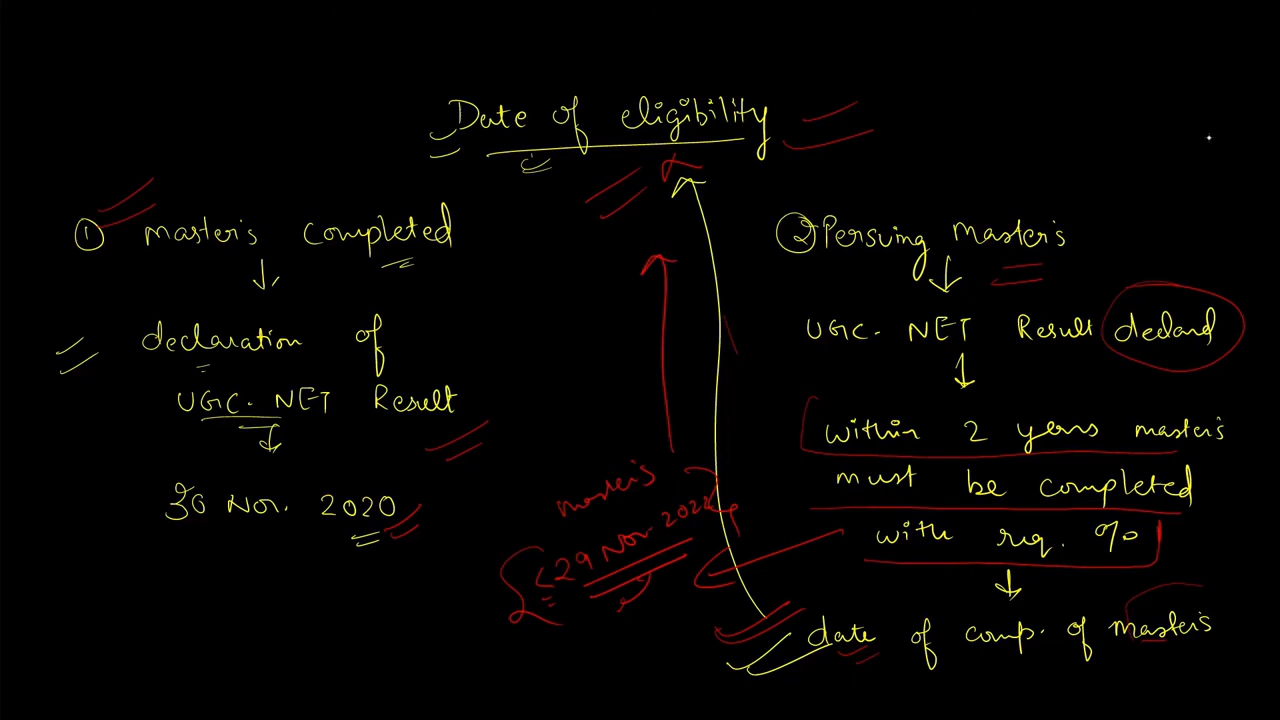 Date of eligibility
① master's completed
↓
declaration of
UGC. NET Result
↓
30 Nov. 2020
② Persuing master's
↓
UGC. NET Result declared
↓
within 2 years master's
must be completed
with req. %
↓
date of comp. of master's
master's
29 Nov. 2022